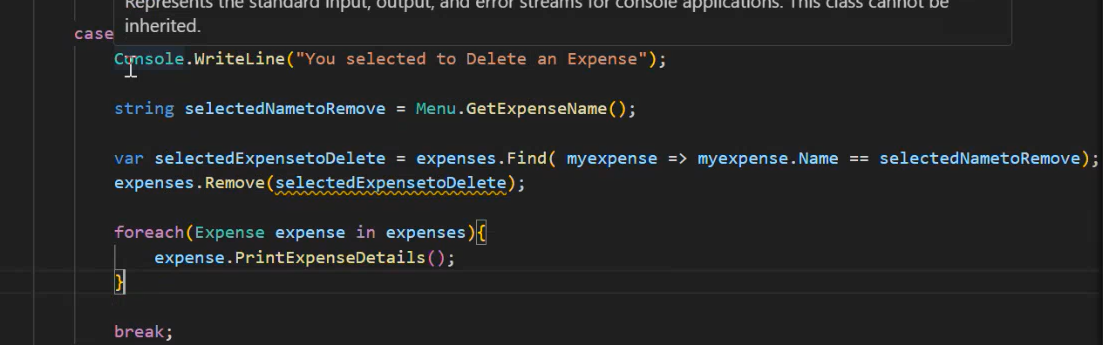 Represents the standard input, output, and error streams for console applications. This class cannot be
inherited.
case
Console.WriteLine("You selected to Delete an Expense");
string selectedNametoRemove = Menu.GetExpenseName();
var selectedExpensetoDelete = expenses.Find( myexpense => myexpense.Name == selectedNametoRemove);
expenses.Remove(selectedExpensetoDelete);
foreach(Expense expense in expenses){
expense.PrintExpenseDetails();
}
break;